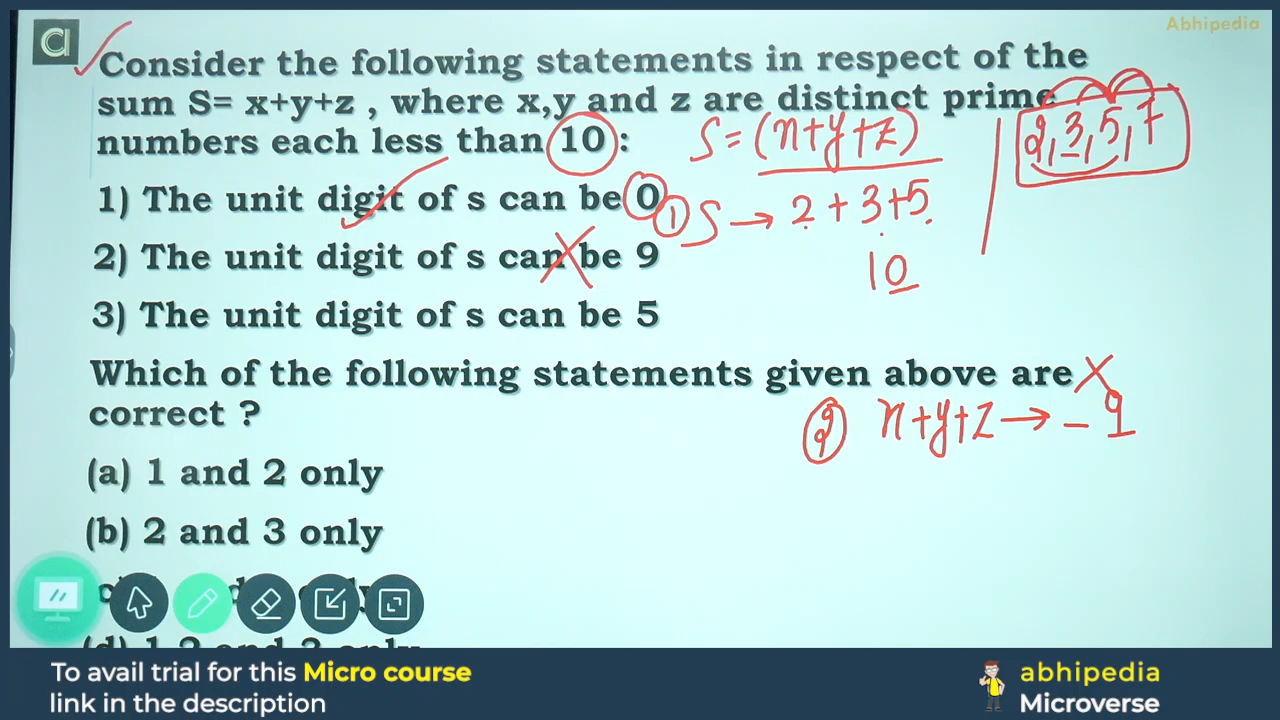 Abhipedia
Consider the following statements in respect of the
sum S= x+y+z , where x,y and z are distinct prime
numbers each less than 10 :
S = (x+y+z)
2, 3, 5, 7
1) The unit digit of s can be 0
① S → 2 + 3 + 5
10
2) The unit digit of s can be 9
3) The unit digit of s can be 5
Which of the following statements given above are
correct ?
② x+y+z → _ 9
(a) 1 and 2 only
(b) 2 and 3 only
To avail trial for this Micro course
link in the description
abhipedia
Microverse